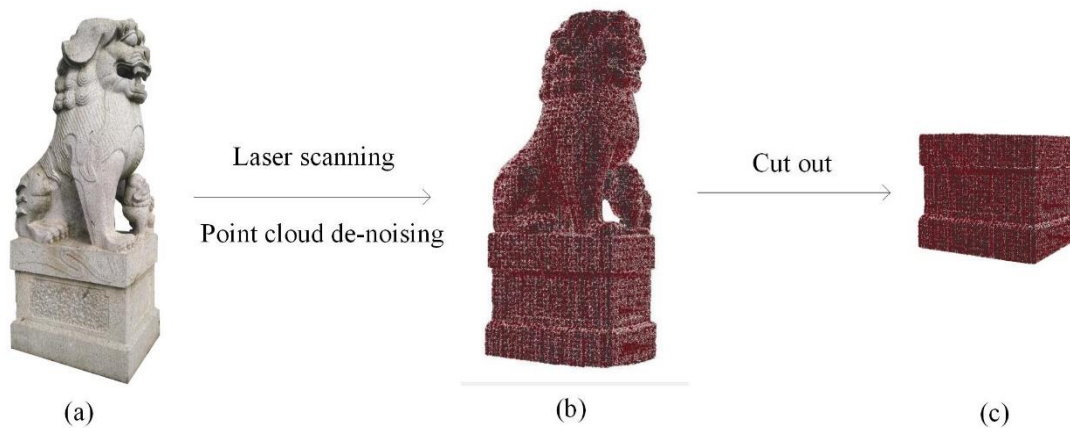 Laser scanning
Point cloud de-noising
Cut out
(a)
(b)
(c)